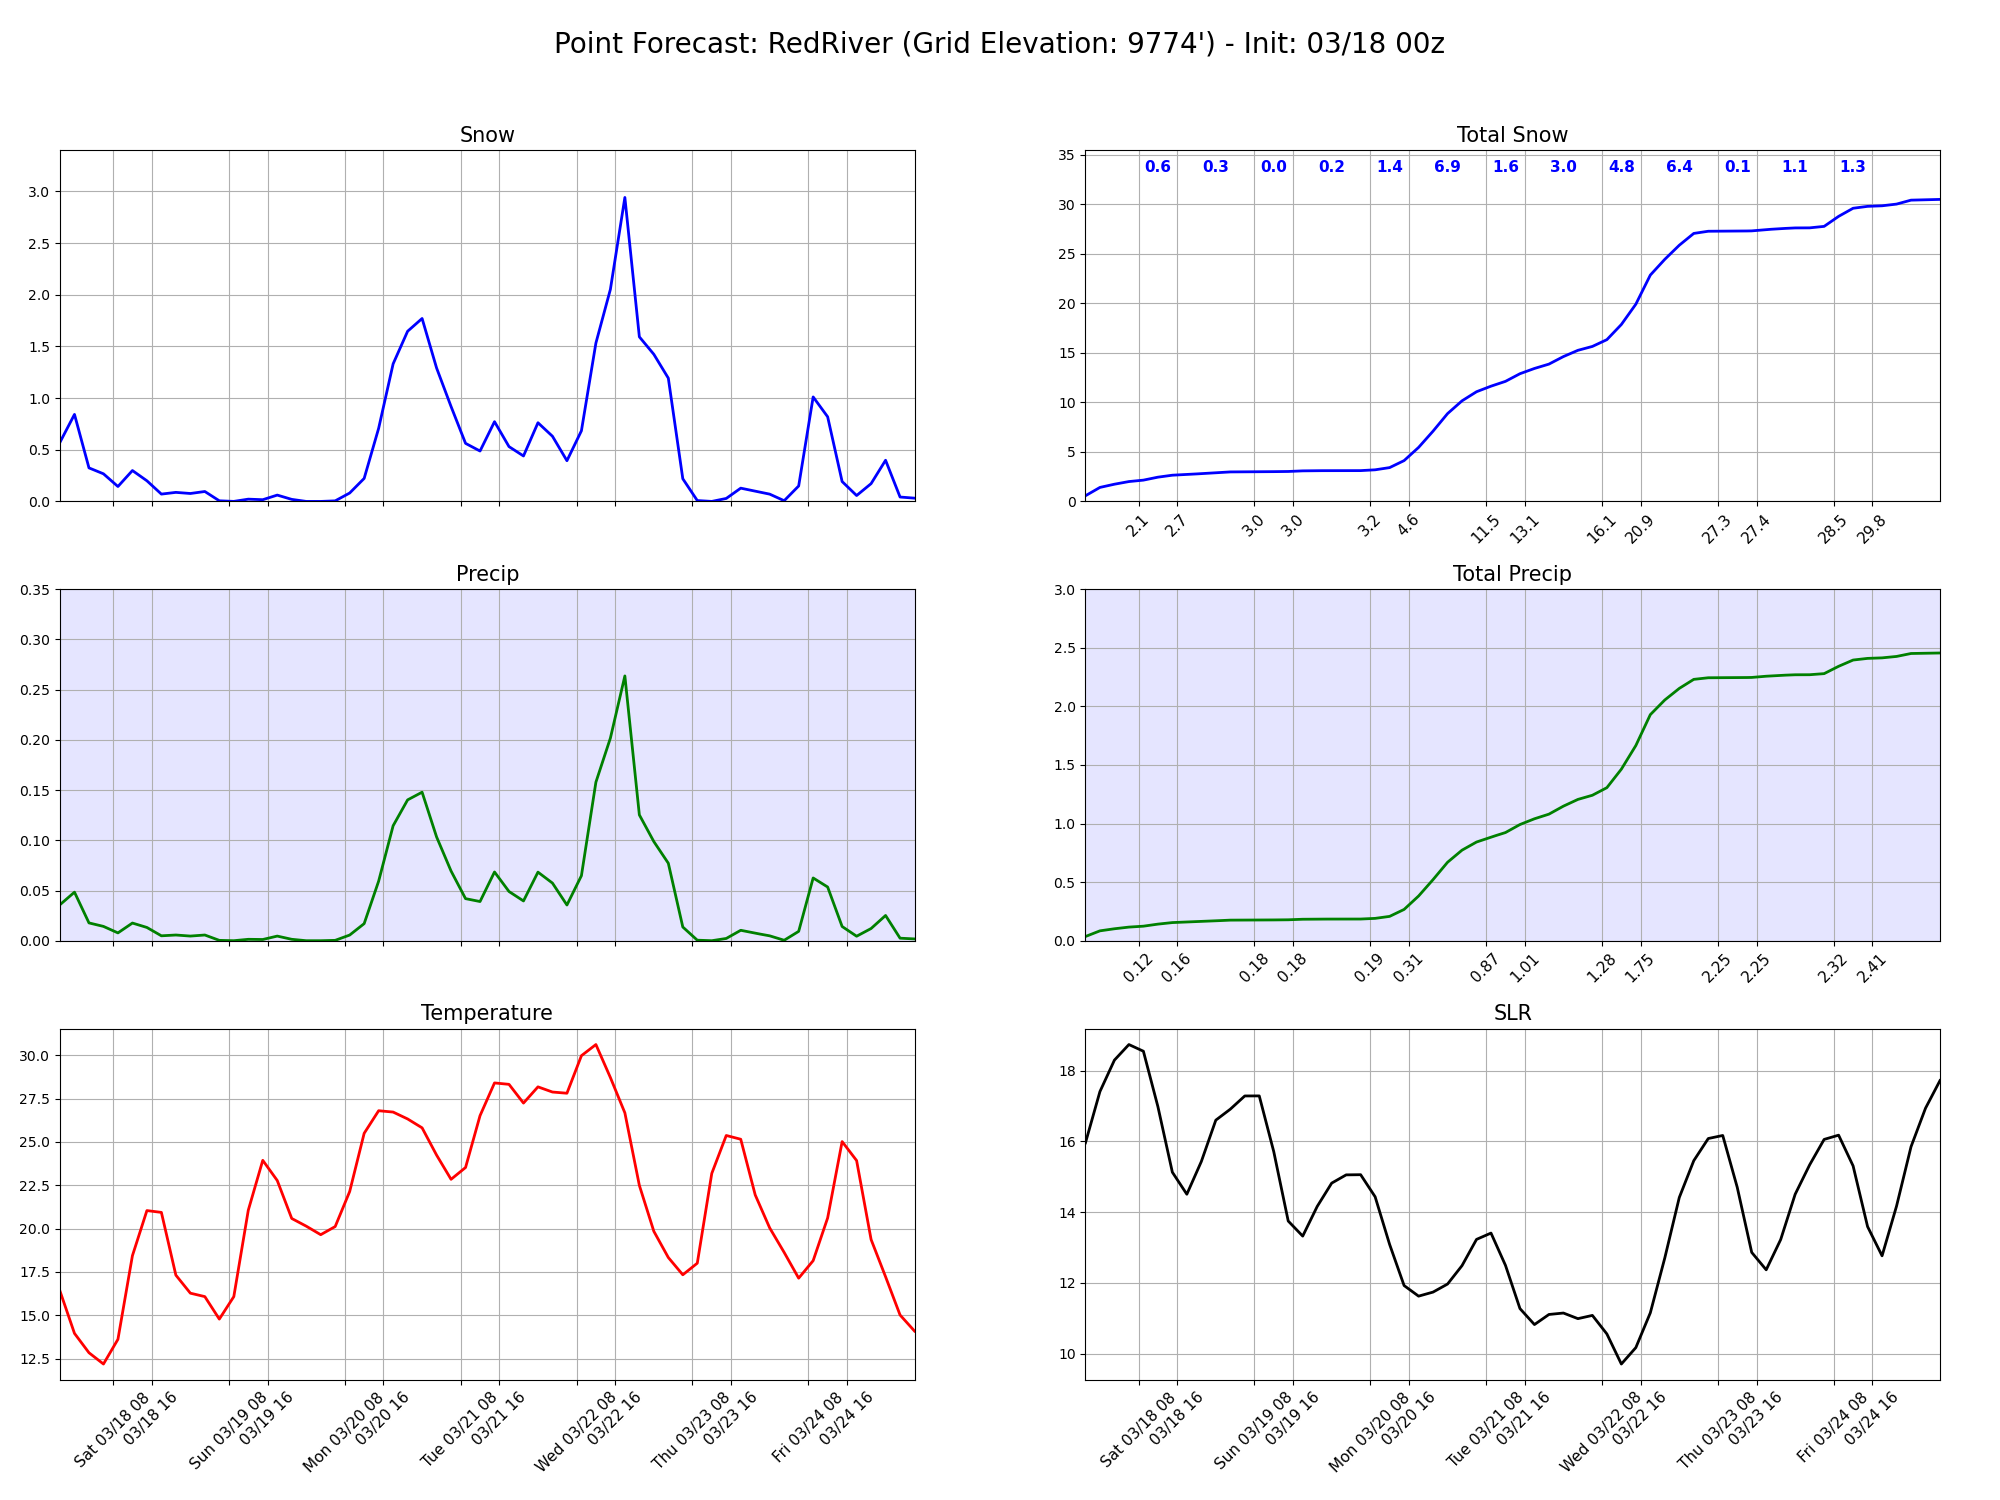 Point Forecast: RedRiver (Grid Elevation: 9774') - Init: 03/18 00z
Snow
3.0
2.5
2.0
1.5
1.0
0.5
0.0
Total Snow
35
30
25
20
15
10
5
0
0.6 0.3 0.0 0.2 1.4 6.9 1.6 3.0 4.8 6.4 0.1 1.1 1.3
2.1 2.7 3.0 3.0 3.2 4.6 11.5 13.1 16.1 20.9 27.3 27.4 28.5 29.8
Precip
0.35
0.30
0.25
0.20
0.15
0.10
0.05
0.00
Total Precip
3.0
2.5
2.0
1.5
1.0
0.5
0.0
0.12 0.16 0.18 0.18 0.19 0.31 0.87 1.01 1.28 1.75 2.25 2.25 2.32 2.41
Temperature
30.0
27.5
25.0
22.5
20.0
17.5
15.0
12.5
Sat 03/18 08
03/18 16
Sun 03/19 08
03/19 16
Mon 03/20 08
03/20 16
Tue 03/21 08
03/21 16
Wed 03/22 08
03/22 16
Thu 03/23 08
03/23 16
Fri 03/24 08
03/24 16
SLR
18
16
14
12
10
Sat 03/18 08
03/18 16
Sun 03/19 08
03/19 16
Mon 03/20 08
03/20 16
Tue 03/21 08
03/21 16
Wed 03/22 08
03/22 16
Thu 03/23 08
03/23 16
Fri 03/24 08
03/24 16